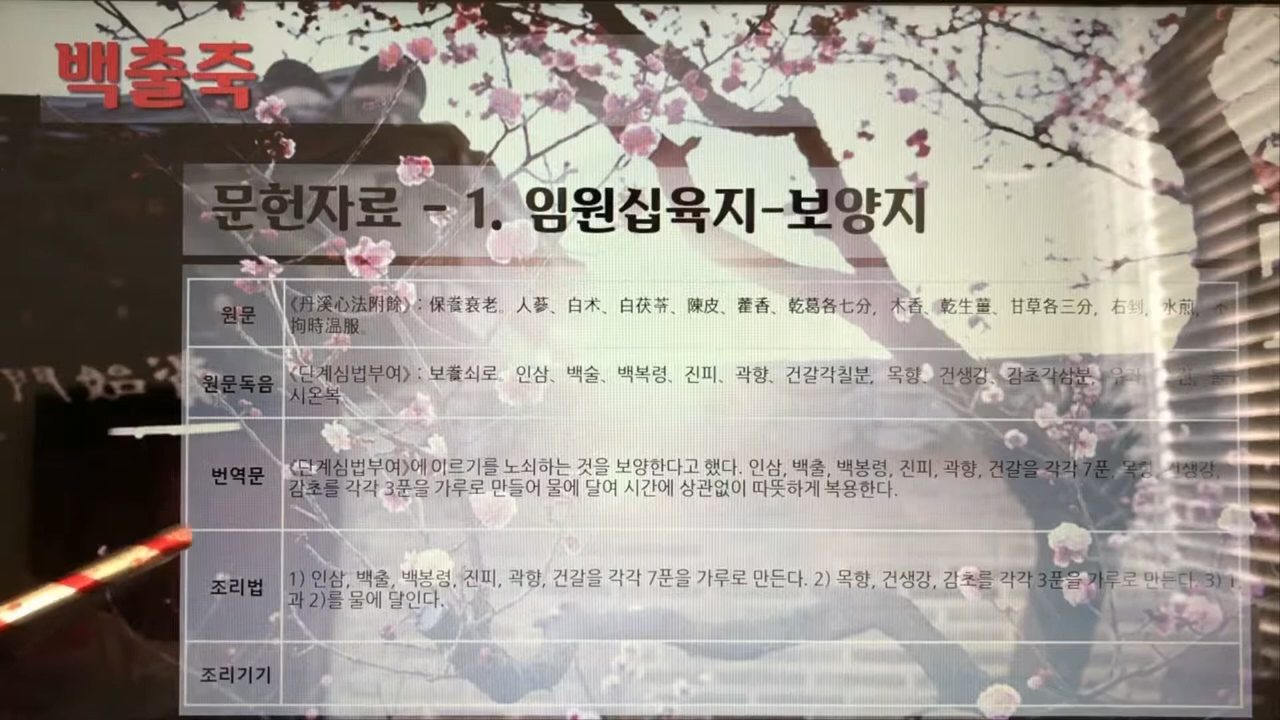 백출죽
문헌자료 - 1. 임원십육지-보양지
원문
《丹溪心法附餘》: 保養衰老。人蔘、白术、白茯苓、陳皮、藿香、乾葛各七分, 木香、乾生薑、甘草各三分, 右剉, 水煎, 不
拘時温服。
원문독음
《단계심법부여》: 보養쇠로。인삼、백술、백복령、진피、곽향、건갈각칠분, 목향、건생강、감초각삼분,
시온복
번역문
《단계심법부여》에 이르기를 노쇠하는 것을 보양한다고 했다. 인삼, 백출, 백봉령, 진피, 곽향, 건갈을 각각 7푼, 목향, 건생강,
감초를 각각 3푼을 가루로 만들어 물에 달여 시간에 상관없이 따뜻하게 복용한다.
조리법
1) 인삼, 백출, 백봉령, 진피, 곽향, 건갈을 각각 7푼을 가루로 만든다. 2) 목향, 건생강, 감초를 각각 3푼을 가루로 만든다. 3) 1
과 2)를 물에 달인다.
조리기기